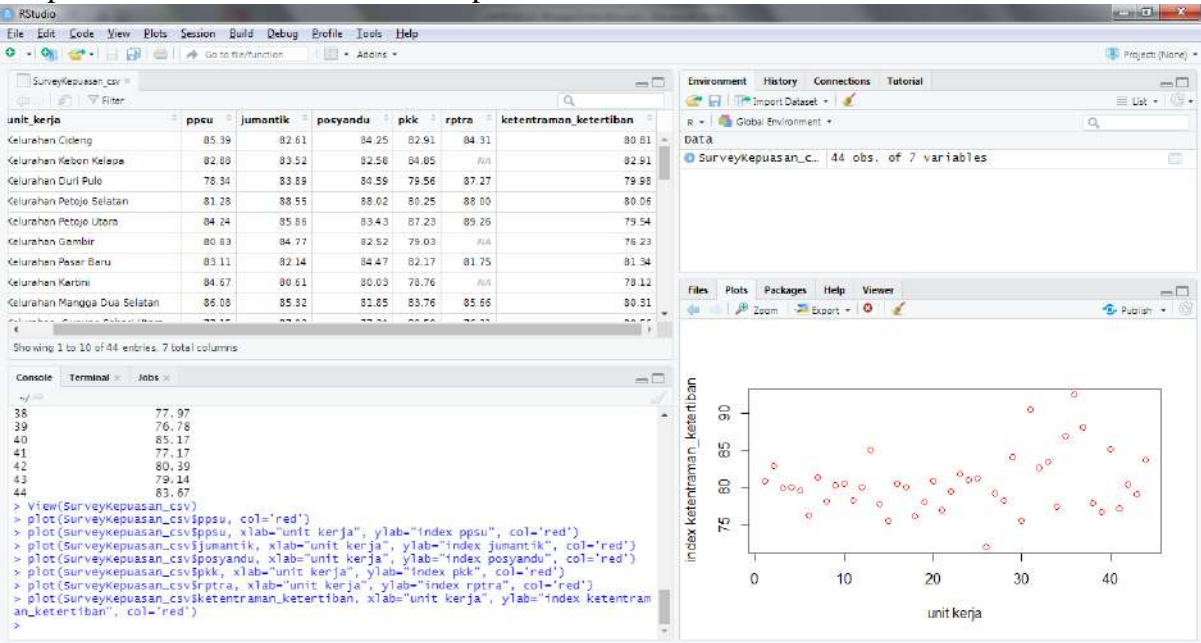 RStudio
File Edit Code View Plots Session Build Debug Profile Tools Help
Go to file/function Addins Project: (None)
SurveyKepuasan_csv
Filter
unit_kerja ppsu jumantik posyandu pkk rptra ketentraman_ketertiban
Kelurahan Cideng 85.39 82.61 84.25 82.91 84.31 80.81
Kelurahan Kebon Kelapa 82.88 83.52 82.58 84.85 NA 82.91
Kelurahan Duri Pulo 78.34 83.89 84.59 79.56 87.27 79.98
Kelurahan Petojo Selatan 81.28 88.55 88.02 80.25 88.00 80.06
Kelurahan Petojo Utara 84.24 85.86 83.43 87.23 89.26 79.54
Kelurahan Gambir 80.83 84.77 82.52 79.03 NA 76.23
Kelurahan Pasar Baru 83.11 82.14 84.47 82.17 81.75 81.34
Kelurahan Kartini 84.67 80.61 80.03 78.76 NA 78.12
Kelurahan Mangga Dua Selatan 86.08 85.32 81.85 83.76 85.66 80.31
Showing 1 to 10 of 44 entries, 7 total columns
Console Terminal Jobs
~/
38 77.97
39 76.78
40 85.17
41 77.17
42 80.39
43 79.14
44 83.67
> View(SurveyKepuasan_csv)
> plot(SurveyKepuasan_csv$ppsu, col='red')
> plot(SurveyKepuasan_csv$ppsu, xlab="unit kerja", ylab="index ppsu", col='red')
> plot(SurveyKepuasan_csv$jumantik, xlab="unit kerja", ylab="index jumantik", col='red')
> plot(SurveyKepuasan_csv$posyandu, xlab="unit kerja", ylab="index posyandu", col='red')
> plot(SurveyKepuasan_csv$pkk, xlab="unit kerja", ylab="index pkk", col='red')
> plot(SurveyKepuasan_csv$rptra, xlab="unit kerja", ylab="index rptra", col='red')
> plot(SurveyKepuasan_csv$ketentraman_ketertiban, xlab="unit kerja", ylab="index ketentram
an_ketertiban", col='red')
>
Environment History Connections Tutorial
Import Dataset List
R Global Environment
Data
SurveyKepuasan_c... 44 obs. of 7 variables
Files Plots Packages Help Viewer
Zoom Export Publish
index ketentraman_ketertiban
90
85
80
75
0 10 20 30 40
unit kerja